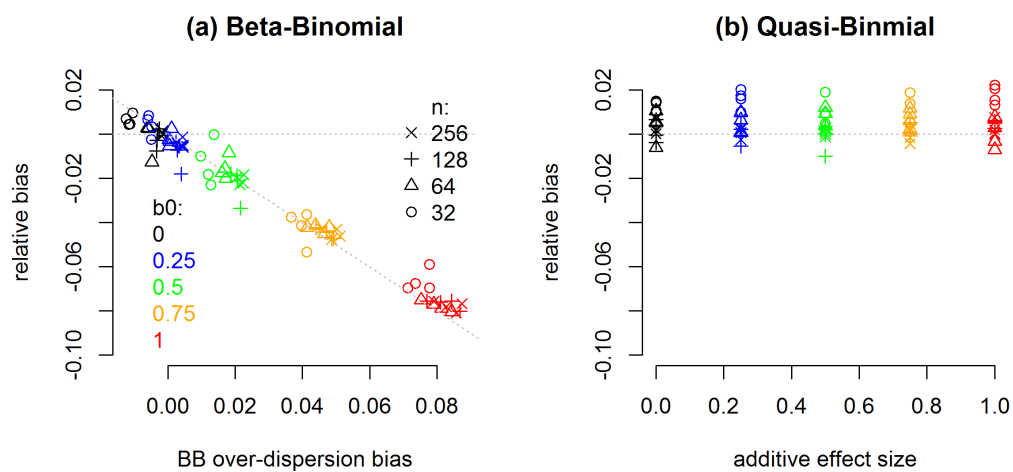 (a) Beta-Binomial
relative bias
0.02
-0.02
-0.06
-0.10
n:
256
128
64
32
b0:
0
0.25
0.5
0.75
1
0.00 0.02 0.04 0.06 0.08
BB over-dispersion bias
(b) Quasi-Binmial
relative bias
0.02
-0.02
-0.06
-0.10
0.0 0.2 0.4 0.6 0.8 1.0
additive effect size